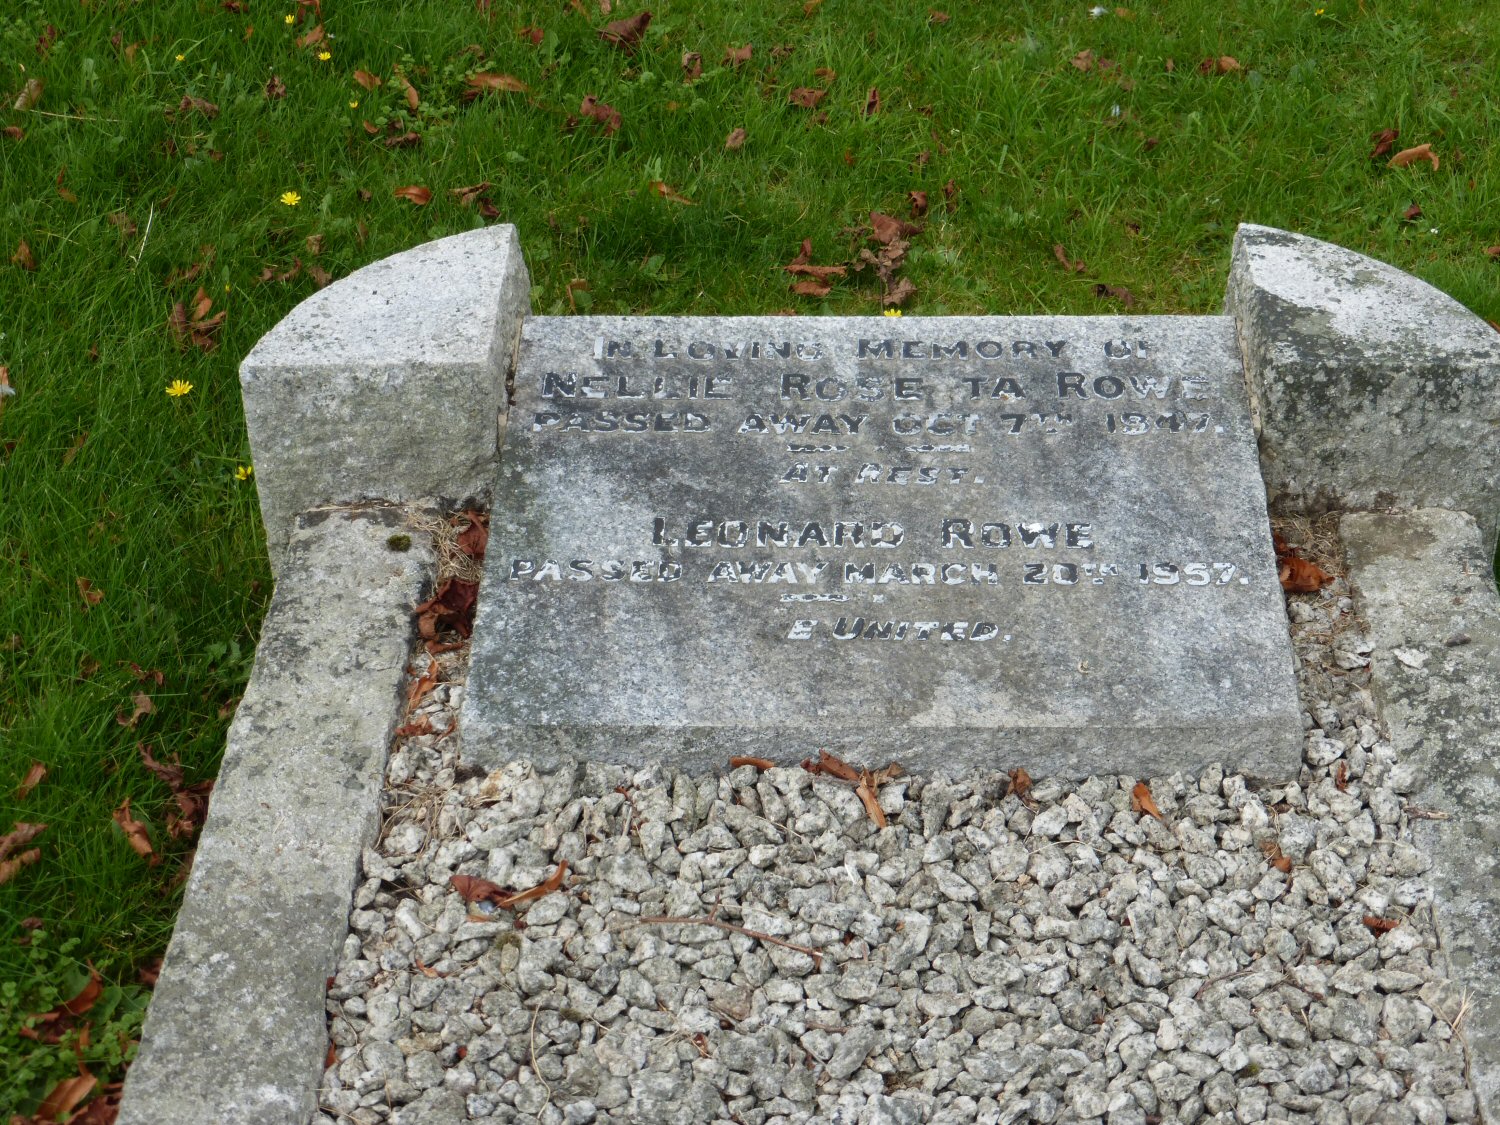 IN LOVING MEMORY OF
NELLIE ROSE TA ROWE
PASSED AWAY OCT 7TH 1947.
AT REST.
LEONARD ROWE
PASSED AWAY MARCH 20TH 1957.
UNITED.